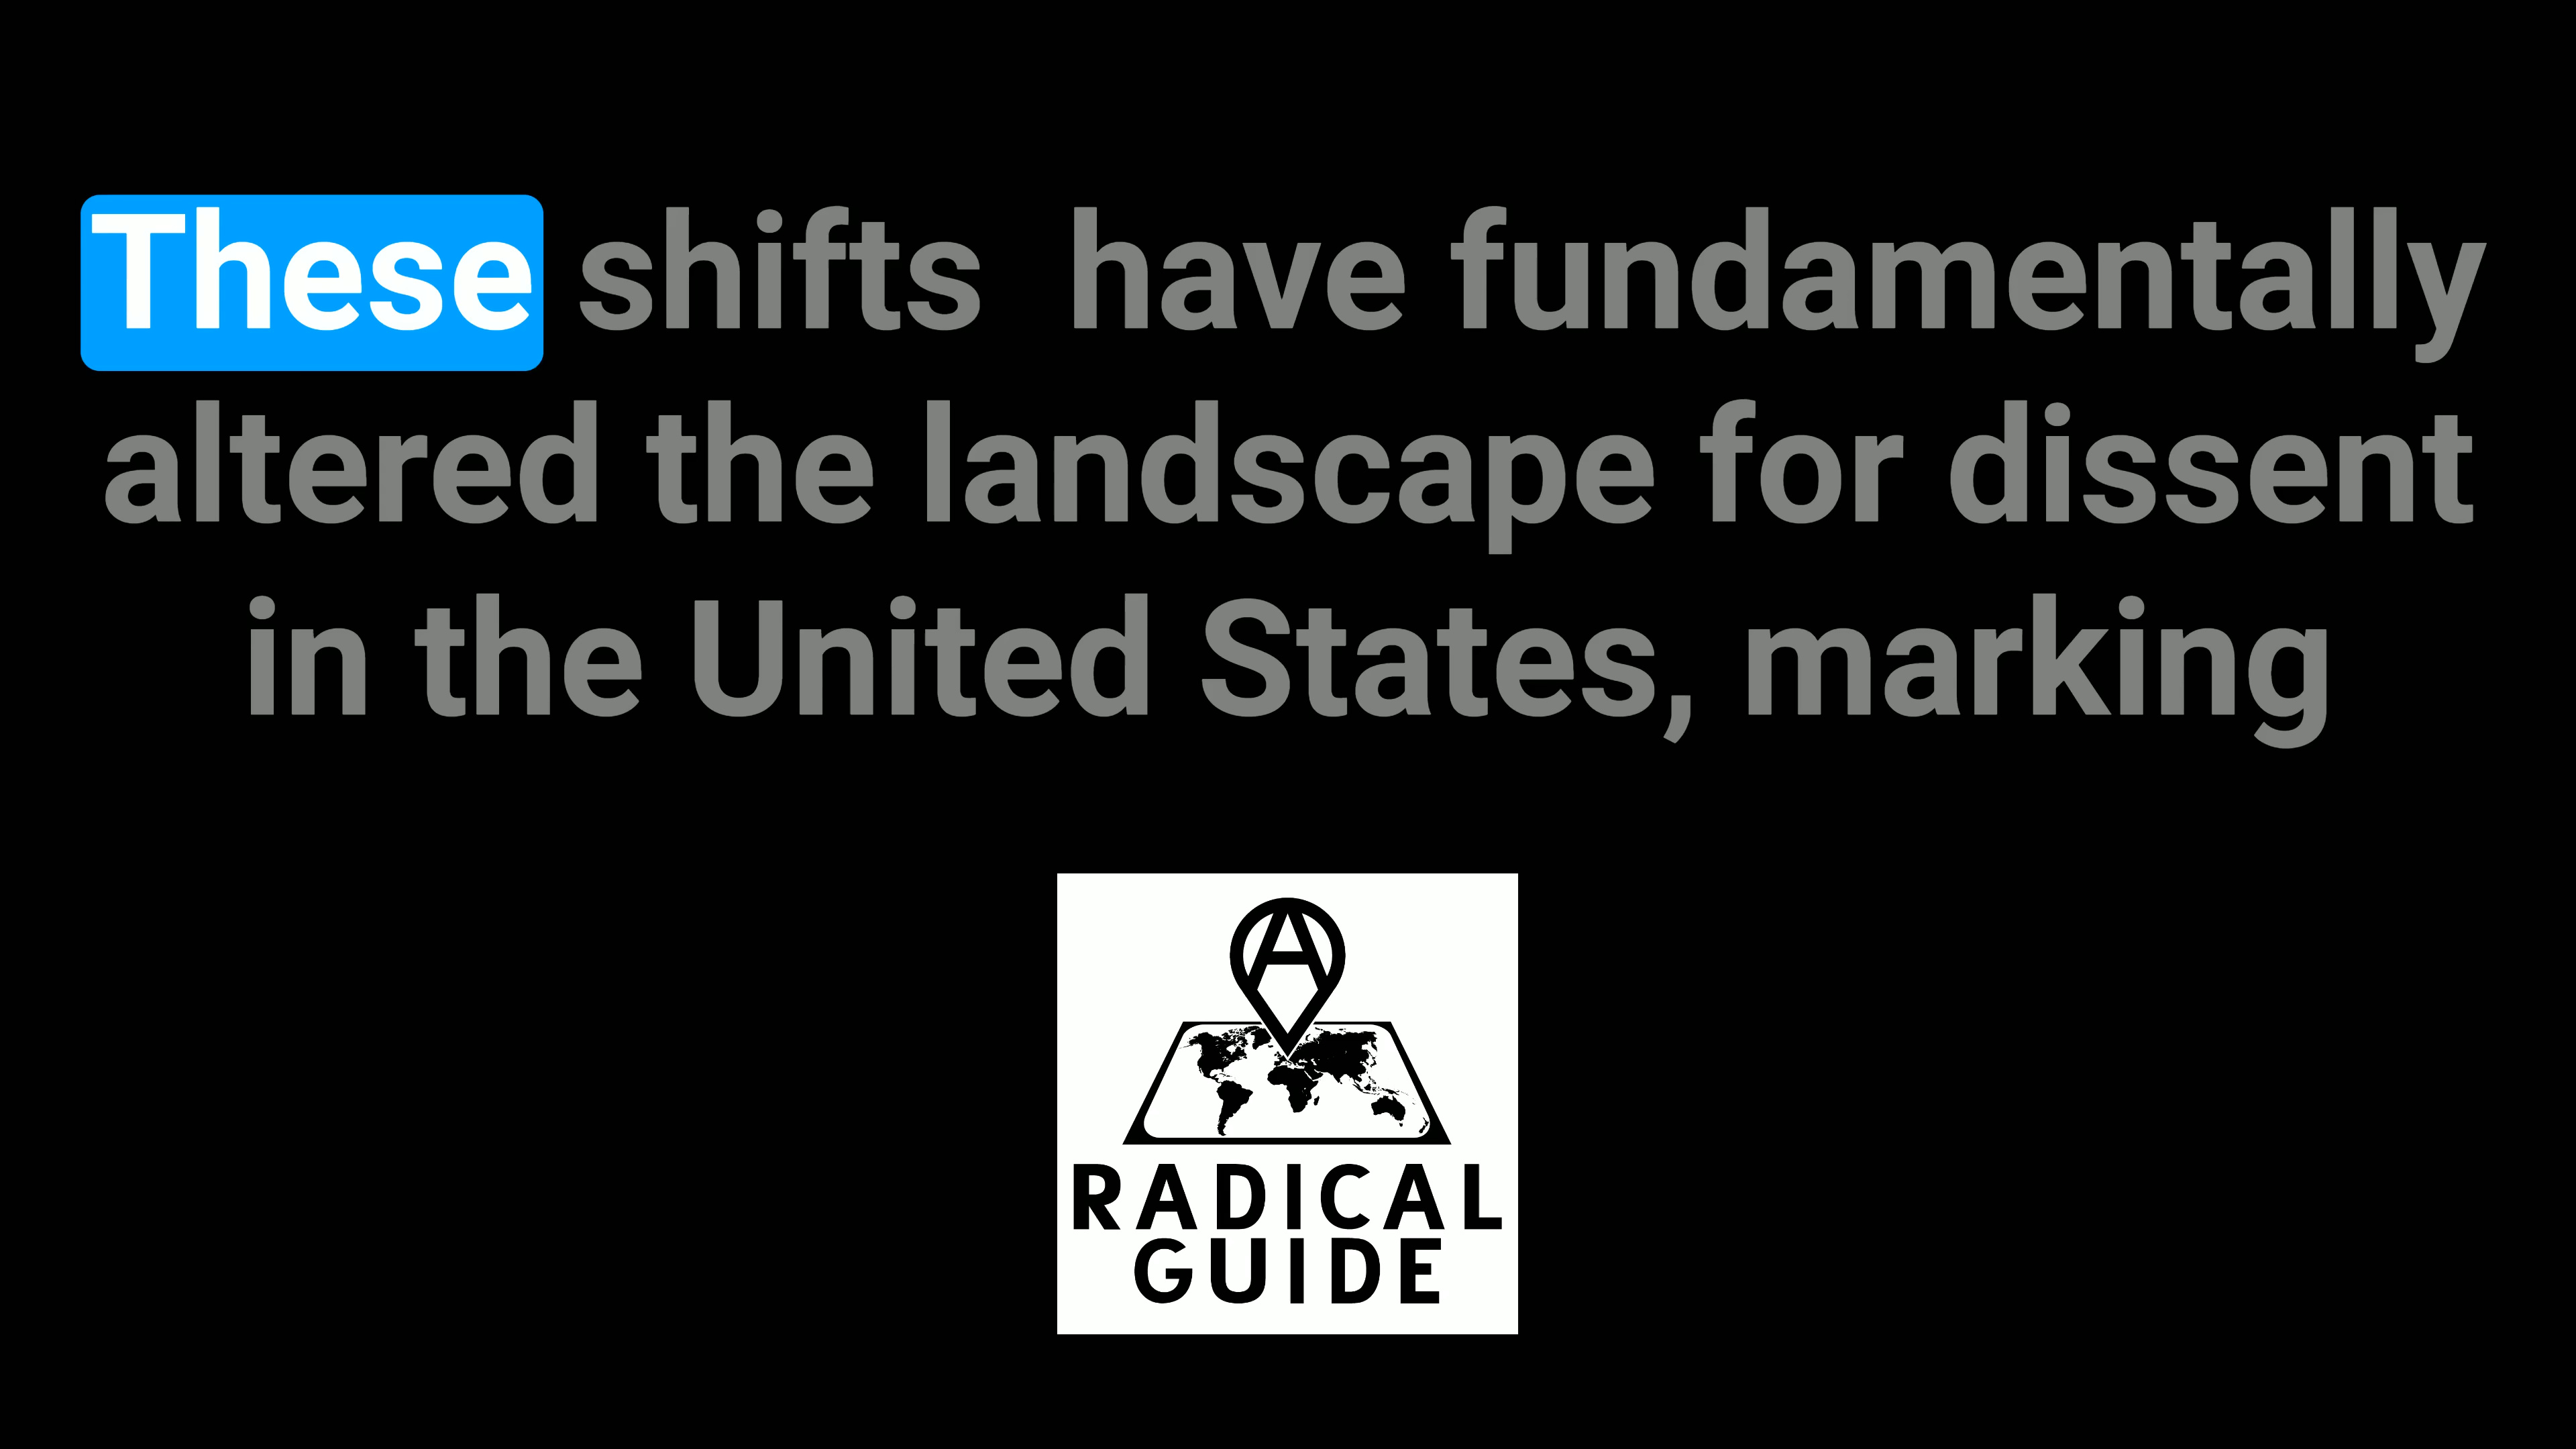 These shifts  have fundamentally
altered the landscape for dissent
in the United States, marking
A
RADICAL
GUIDE